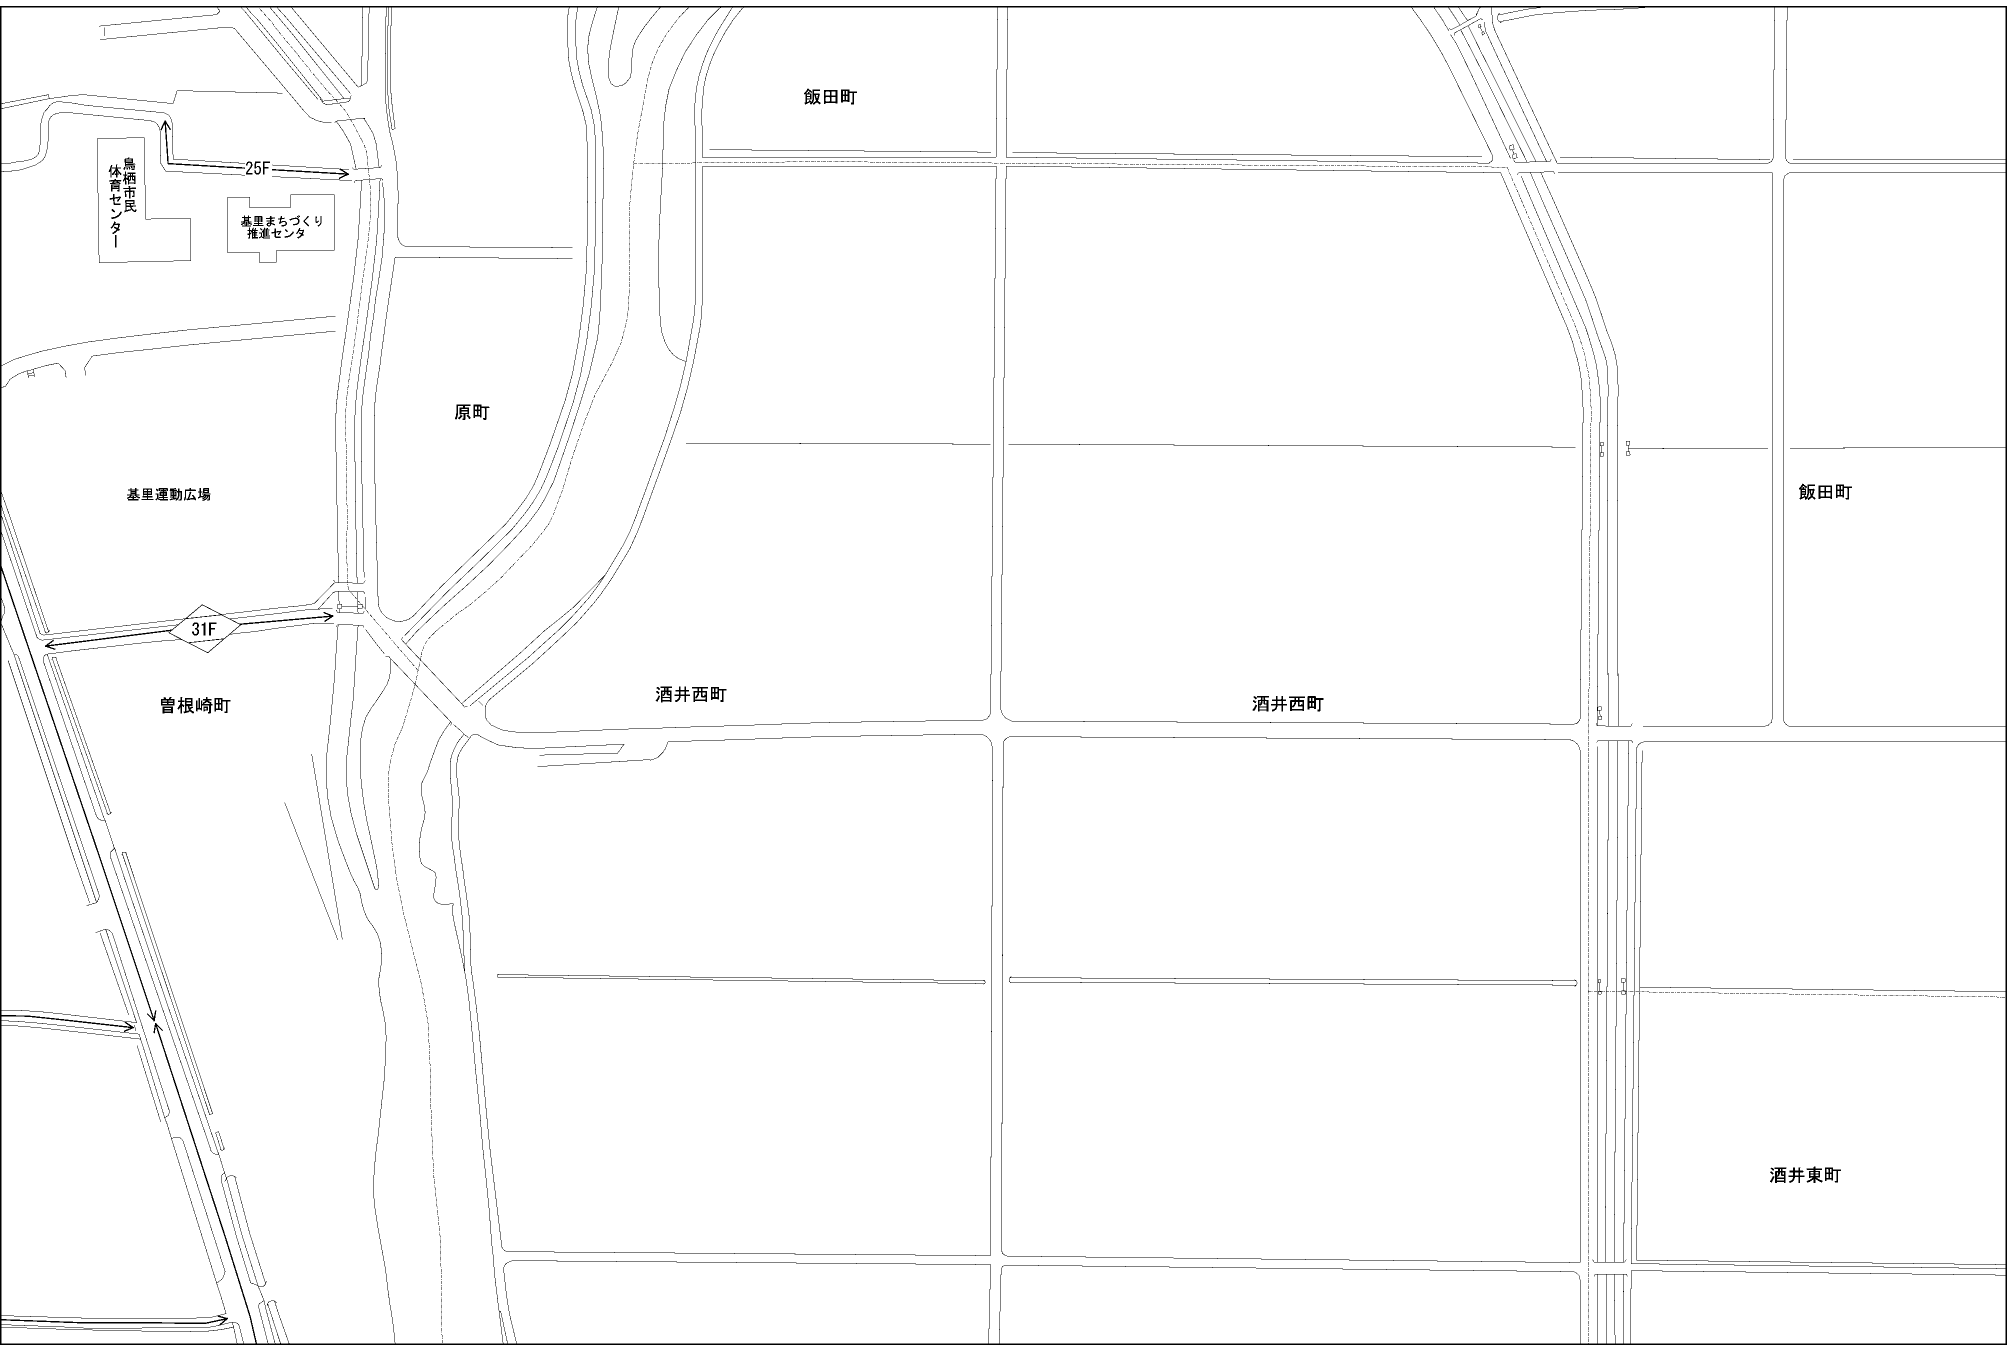 飯田町
25F
鳥栖市民
体育センター
基里まちづくり
推進センタ
原町
基里運動広場
飯田町
31F
曽根崎町
酒井西町
酒井西町
酒井東町